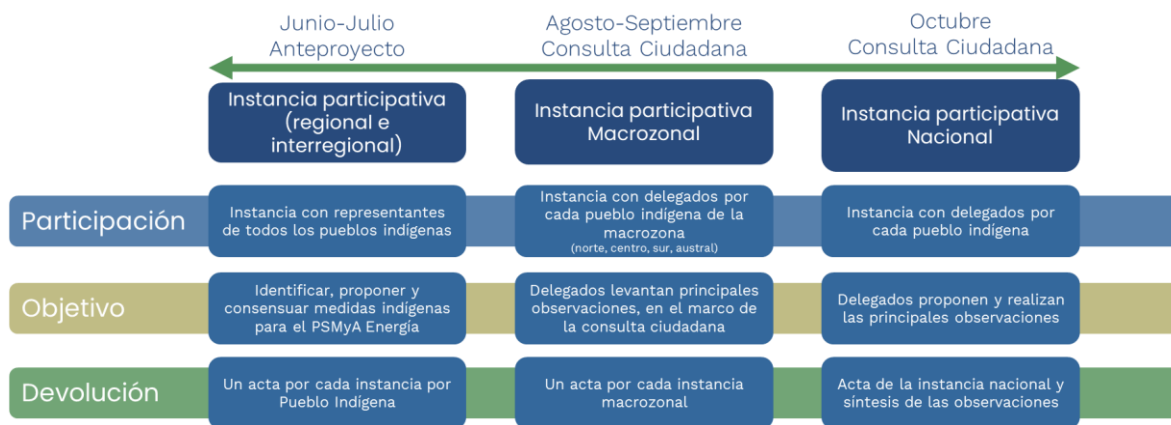 Junio-Julio
Anteproyecto
Agosto-Septiembre
Consulta Ciudadana
Octubre
Consulta Ciudadana
Instancia participativa
(regional e
interregional)
Instancia participativa
Macrozonal
Instancia participativa
Nacional
Participación
Instancia con representantes
de todos los pueblos indígenas
Instancia con delegados por
cada pueblo indígena de la
macrozona
(norte, centro, sur, austral)
Instancia con delegados por
cada pueblo indígena
Objetivo
Identificar, proponer y
consensuar medidas indígenas
para el PSMyA Energía
Delegados levantan principales
observaciones, en el marco de
la consulta ciudadana
Delegados proponen y realizan
las principales observaciones
Devolución
Un acta por cada instancia por
Pueblo Indígena
Un acta por cada instancia
macrozonal
Acta de la instancia nacional y
síntesis de las observaciones